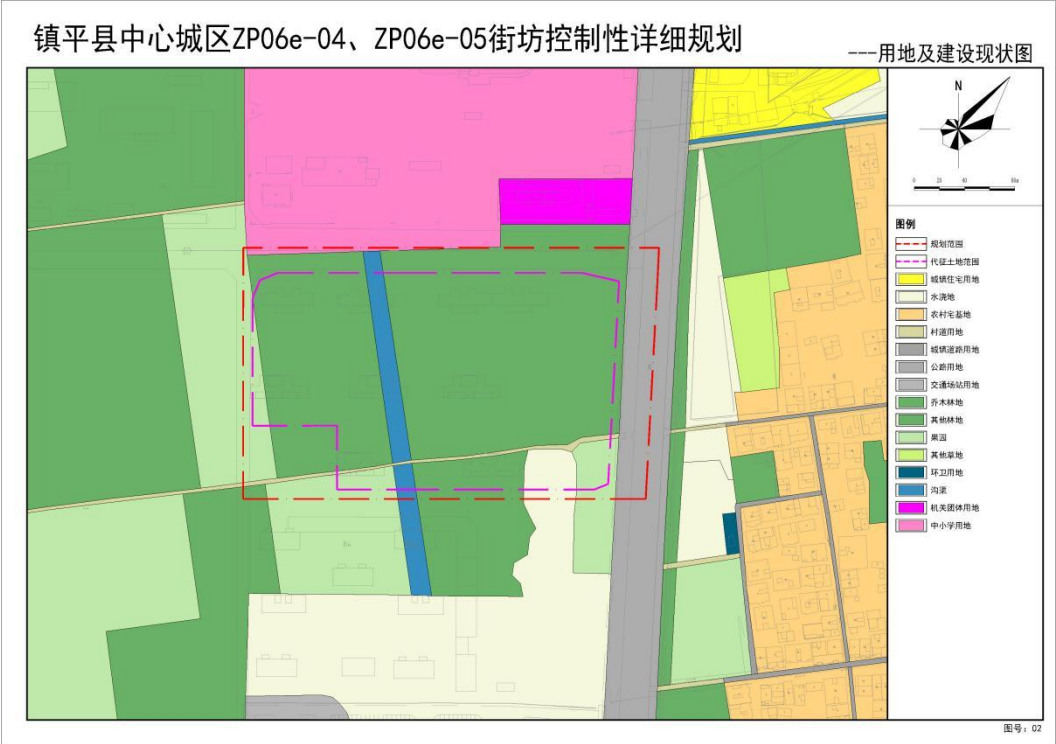 镇平县中心城区ZP06e-04、ZP06e-05街坊控制性详细规划
---用地及建设现状图
N
0 20 40 80m
图例
规划范围
代征土地范围
城镇住宅用地
水浇地
农村宅基地
村道用地
城镇道路用地
公路用地
交通场站用地
乔木林地
其他林地
果园
其他草地
环卫用地
沟渠
机关团体用地
中小学用地
图号：02